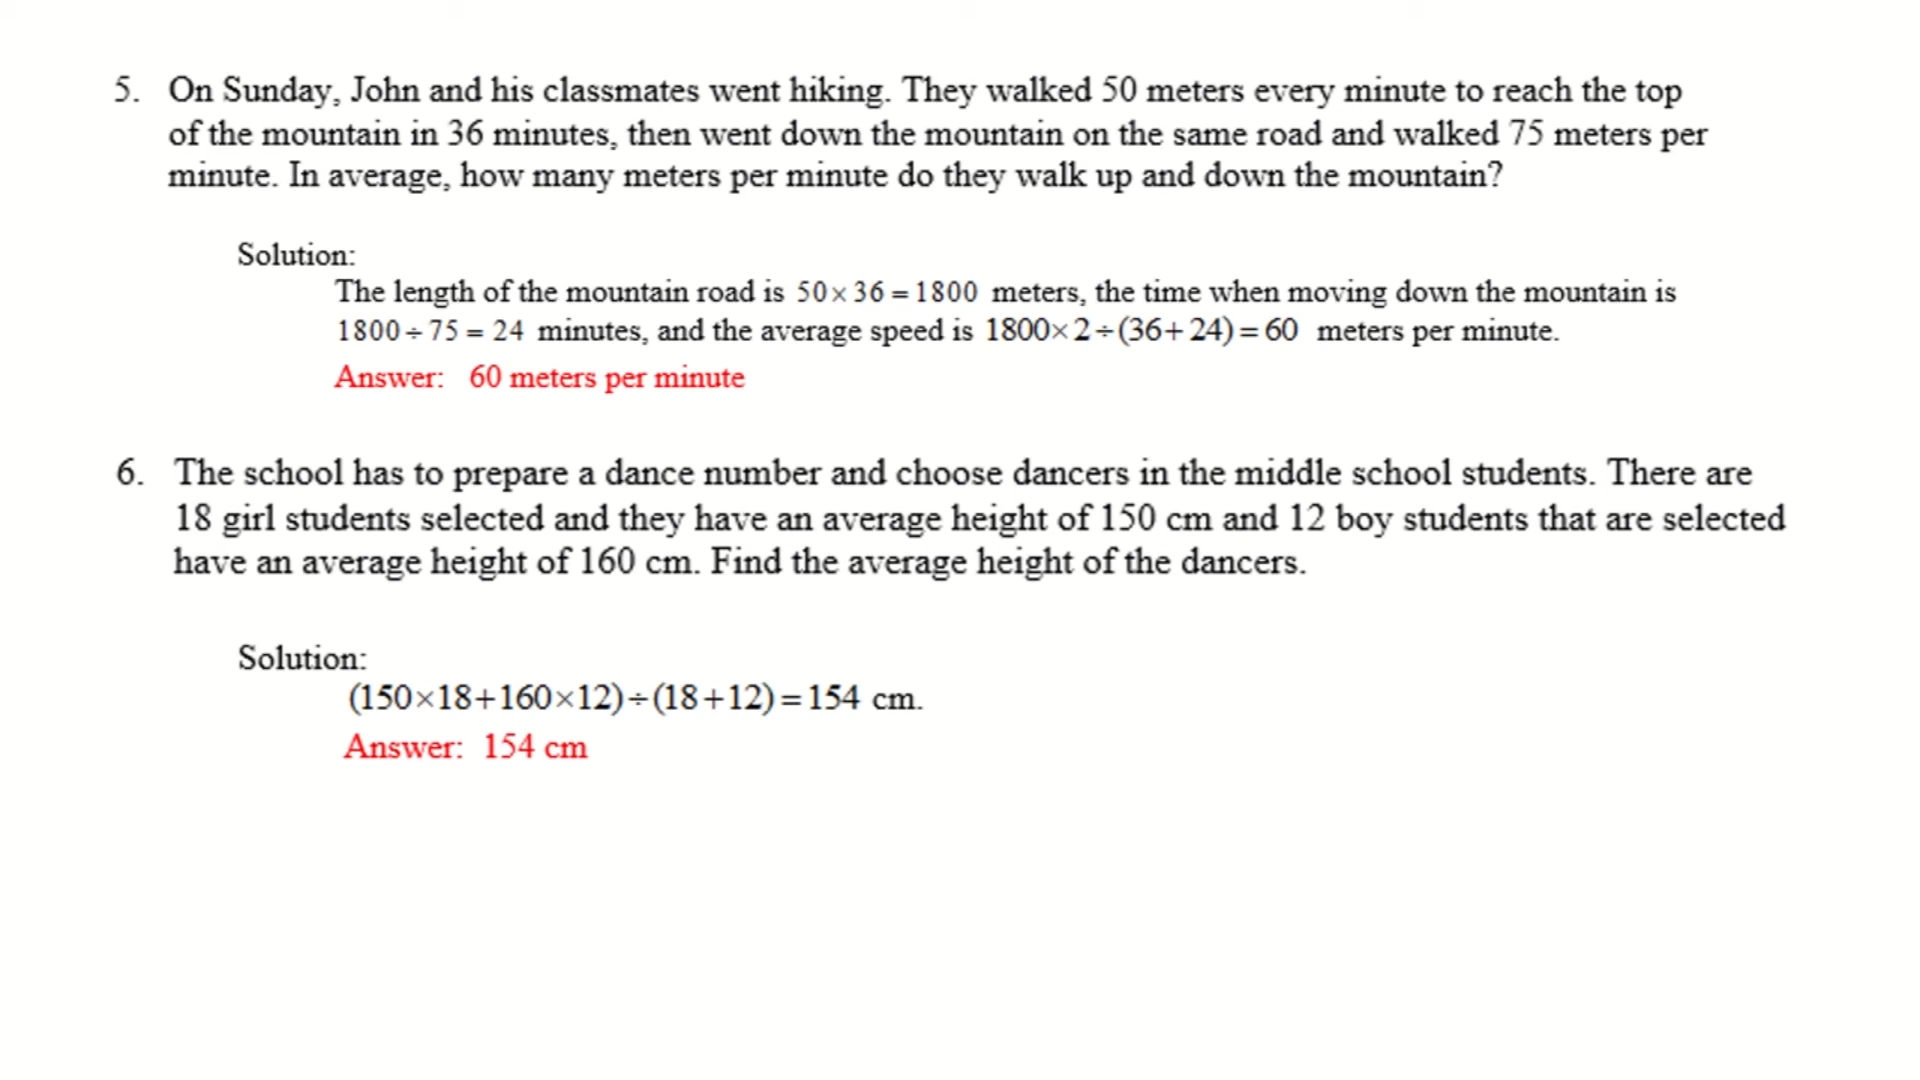 5. On Sunday, John and his classmates went hiking. They walked 50 meters every minute to reach the top
of the mountain in 36 minutes, then went down the mountain on the same road and walked 75 meters per
minute. In average, how many meters per minute do they walk up and down the mountain?
Solution:
The length of the mountain road is 50×36=1800 meters, the time when moving down the mountain is
1800÷75=24 minutes, and the average speed is 1800×2÷(36+24)=60 meters per minute.
Answer: 60 meters per minute
6. The school has to prepare a dance number and choose dancers in the middle school students. There are
18 girl students selected and they have an average height of 150 cm and 12 boy students that are selected
have an average height of 160 cm. Find the average height of the dancers.
Solution:
(150×18+160×12)÷(18+12)=154 cm.
Answer: 154 cm